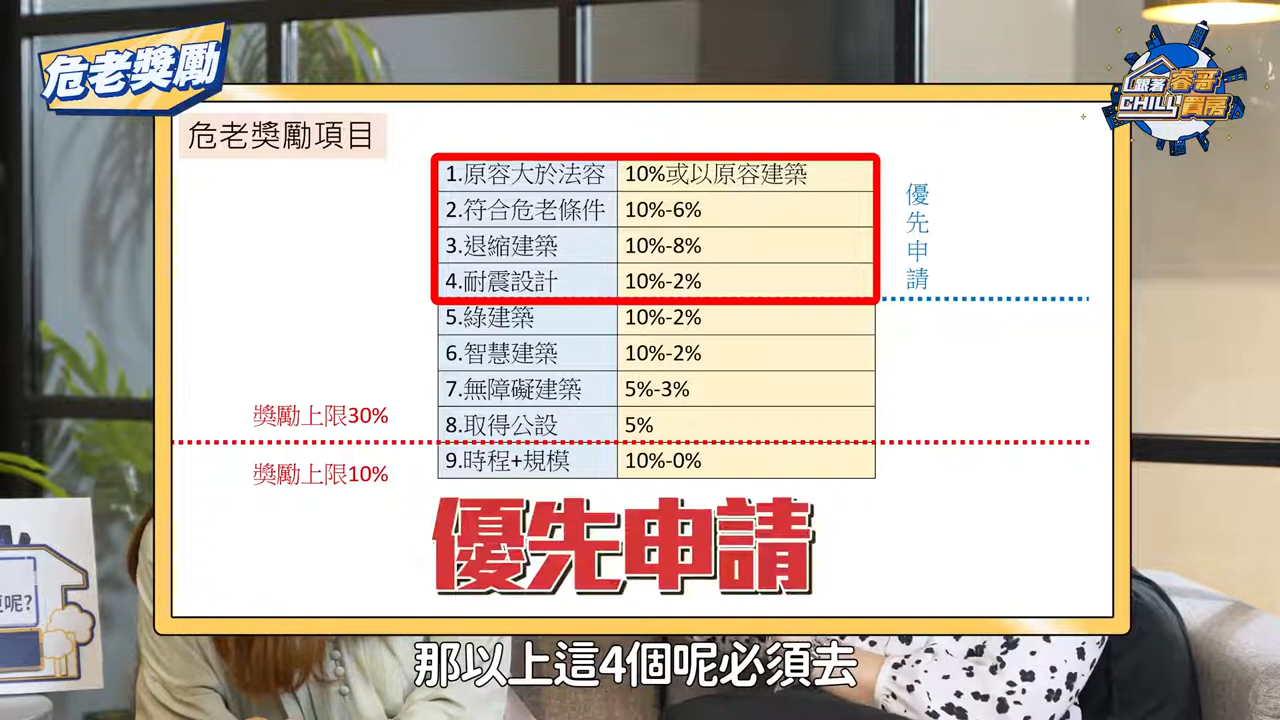 危老獎勵
跟著睿哥
CHILL買房
危老獎勵項目
1.原容大於法容 10%或以原容建築
2.符合危老條件 10%-6%
3.退縮建築 10%-8%
4.耐震設計 10%-2%
5.綠建築 10%-2%
6.智慧建築 10%-2%
7.無障礙建築 5%-3%
8.取得公設 5%
9.時程+規模 10%-0%
優先申請
獎勵上限30%
獎勵上限10%
優先申請
呢?
那以上這4個呢必須去